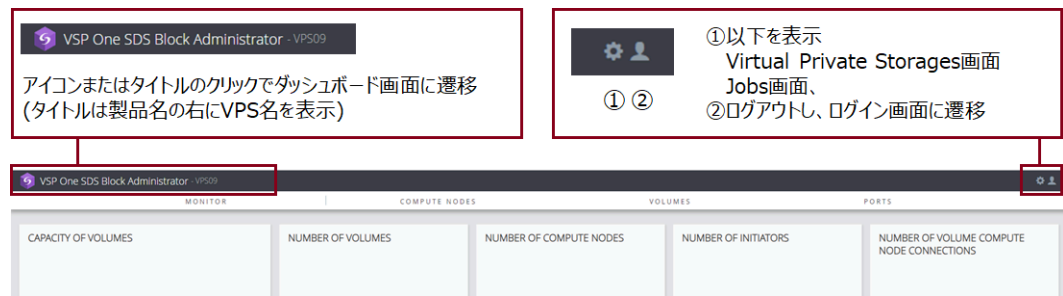 VSP One SDS Block Administrator - VPS09
アイコンまたはタイトルのクリックでダッシュボード画面に遷移
(タイトルは製品名の右にVPS名を表示)
① ②
①以下を表示
Virtual Private Storages画面
Jobs画面、
②ログアウトし、ログイン画面に遷移
VSP One SDS Block Administrator - VPS09
MONITOR
COMPUTE NODES
VOLUMES
PORTS
CAPACITY OF VOLUMES
NUMBER OF VOLUMES
NUMBER OF COMPUTE NODES
NUMBER OF INITIATORS
NUMBER OF VOLUME COMPUTE
NODE CONNECTIONS